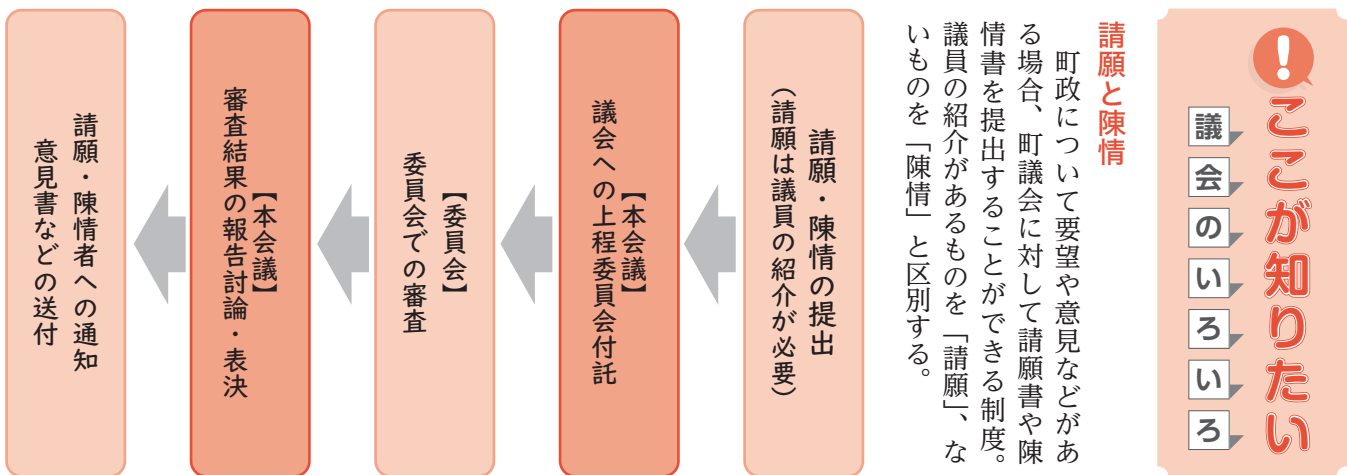 ここが知りたい
議会のいろいろ
請願と陳情
町政について要望や意見などがあ
る場合、町議会に対して請願書や陳
情書を提出することができる制度。
議員の紹介があるものを「請願」、な
いものを「陳情」と区別する。
請願・陳情の提出
（請願は議員の紹介が必要）
【本会議】
議会への上程委員会付託
【委員会】
委員会での審査
【本会議】
審査結果の報告討論・表決
請願・陳情者への通知
意見書などの送付